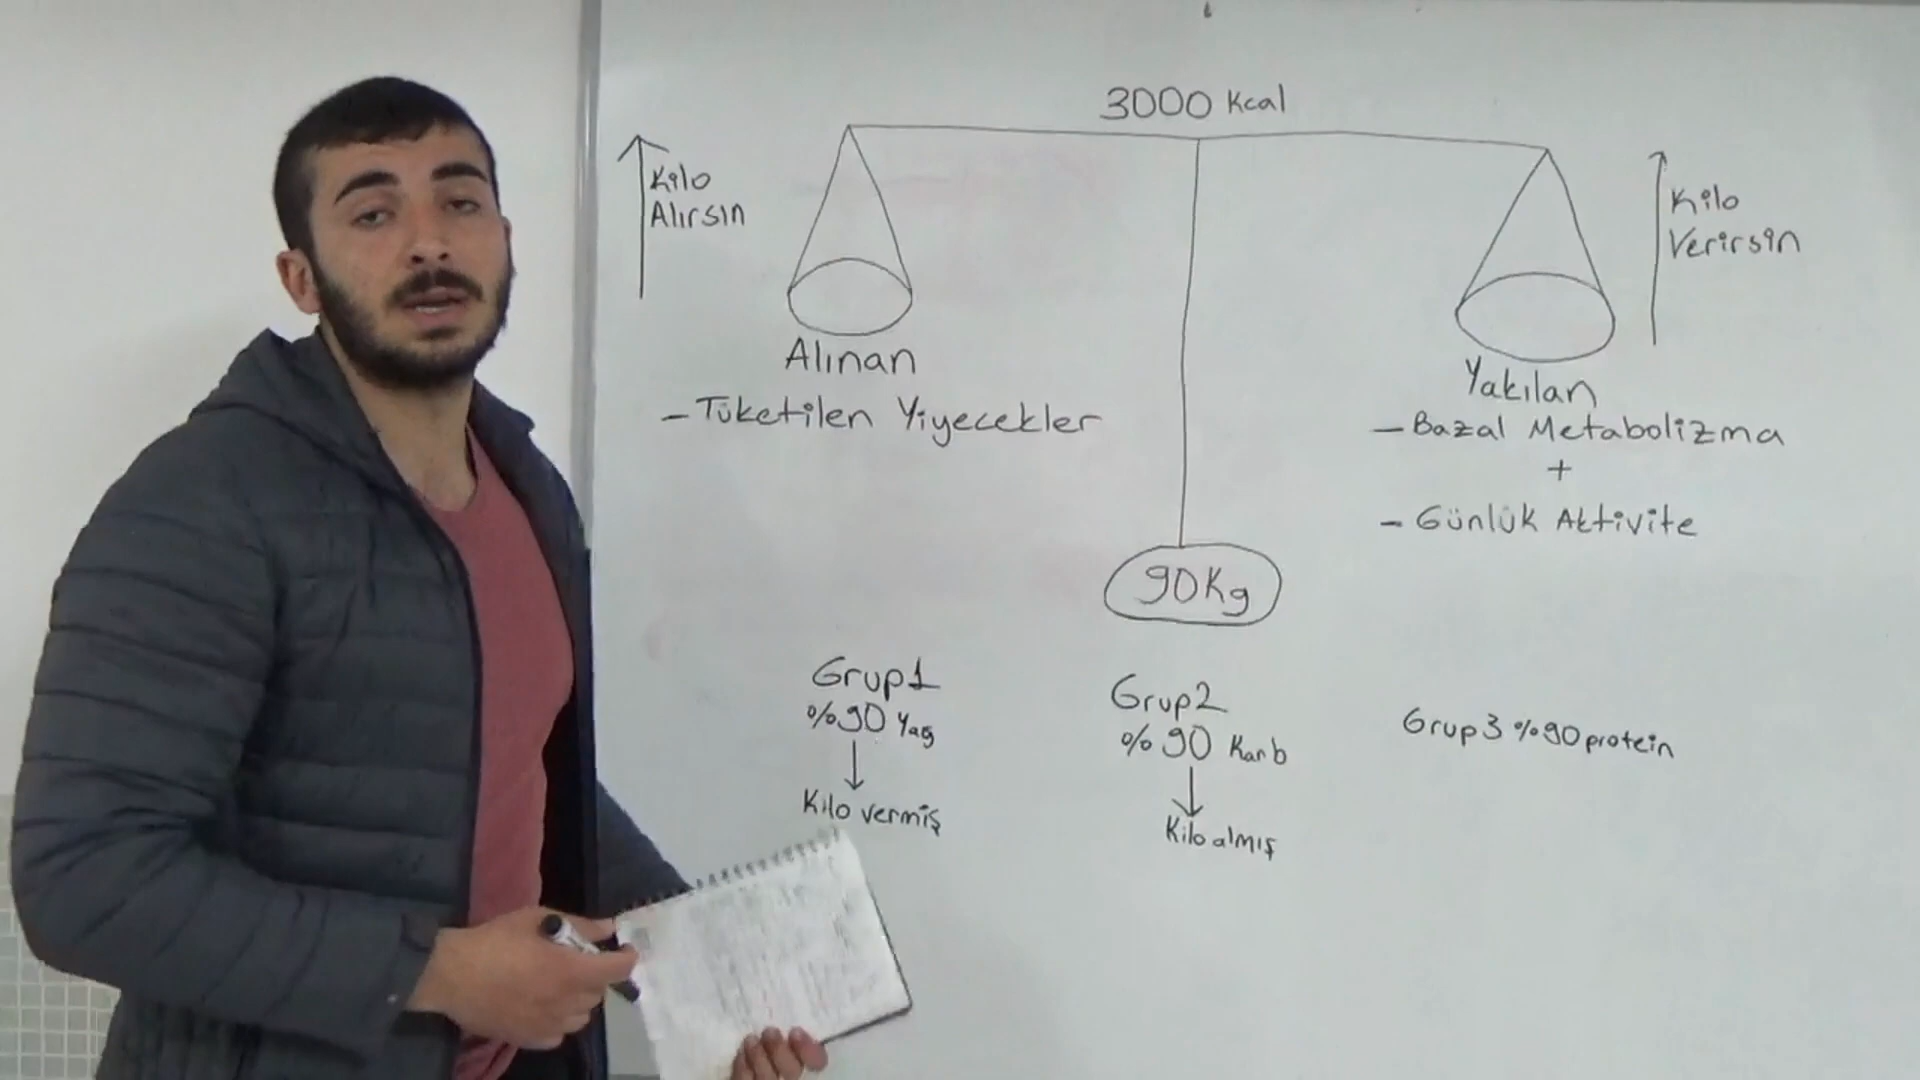 3000 Kcal
Kilo
Alırsın
Kilo
Verirsin
Alınan
- Tüketilen Yiyecekler
Yakılan
- Bazal Metabolizma
+
- Günlük Aktivite
90Kg
Grup1
%90 Yağ
Kilo vermiş
Grup2
%90 Karb
Kilo almış
Grup3 %90 protein